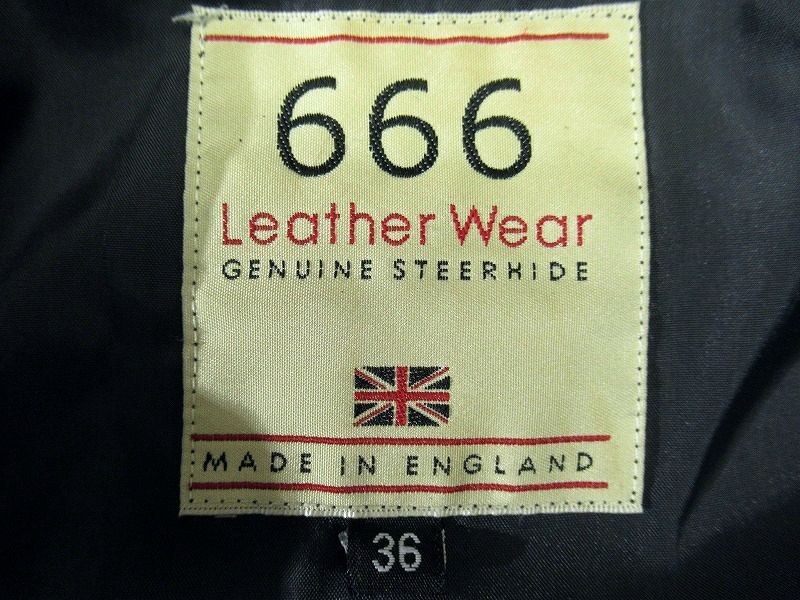 666
Leather Wear
GENUINE STEERHIDE
MADE IN ENGLAND
36